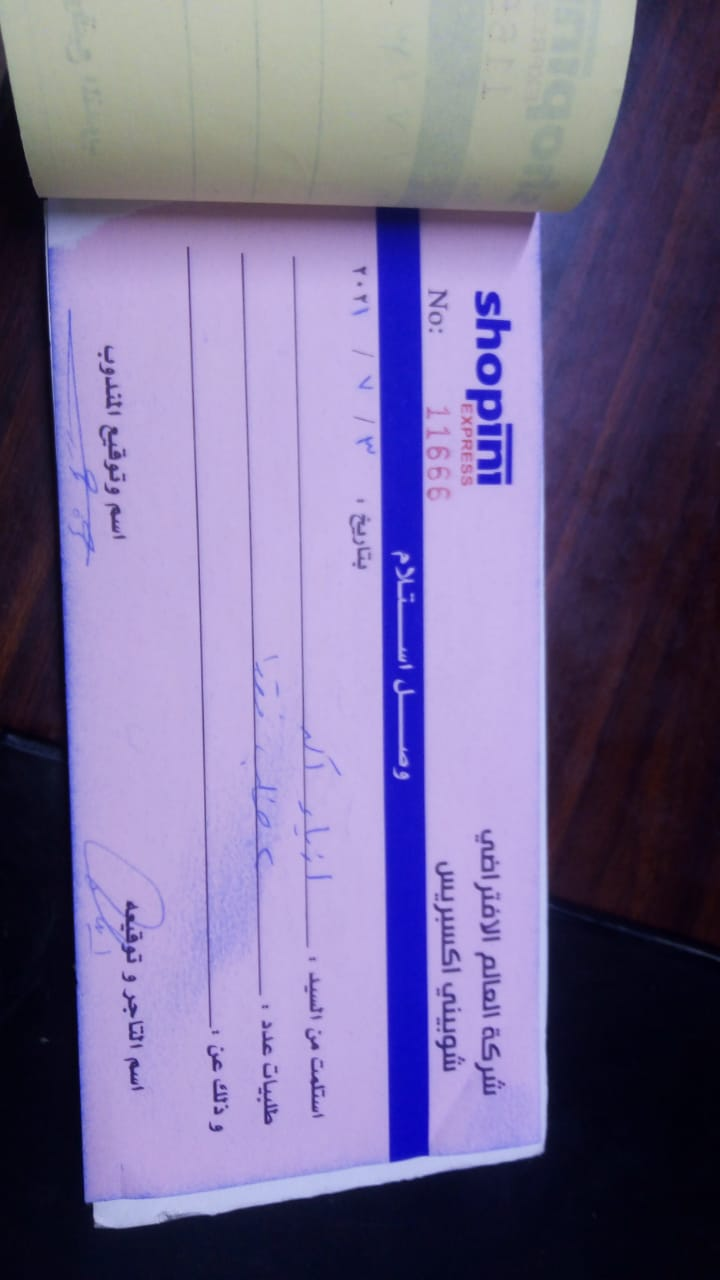 shopini
EXPRESS
شركة العالم الافتراضي
شوبيني اكسبريس
No: 11666
وصل استلام
بتاريخ : ٣ / ٧ / ٢٠٢١
استلمت من السيد :
طلبيات عدد :
و ذلك عن :
اسم التاجر و توقيعه
اسم وتوقيع المندوب